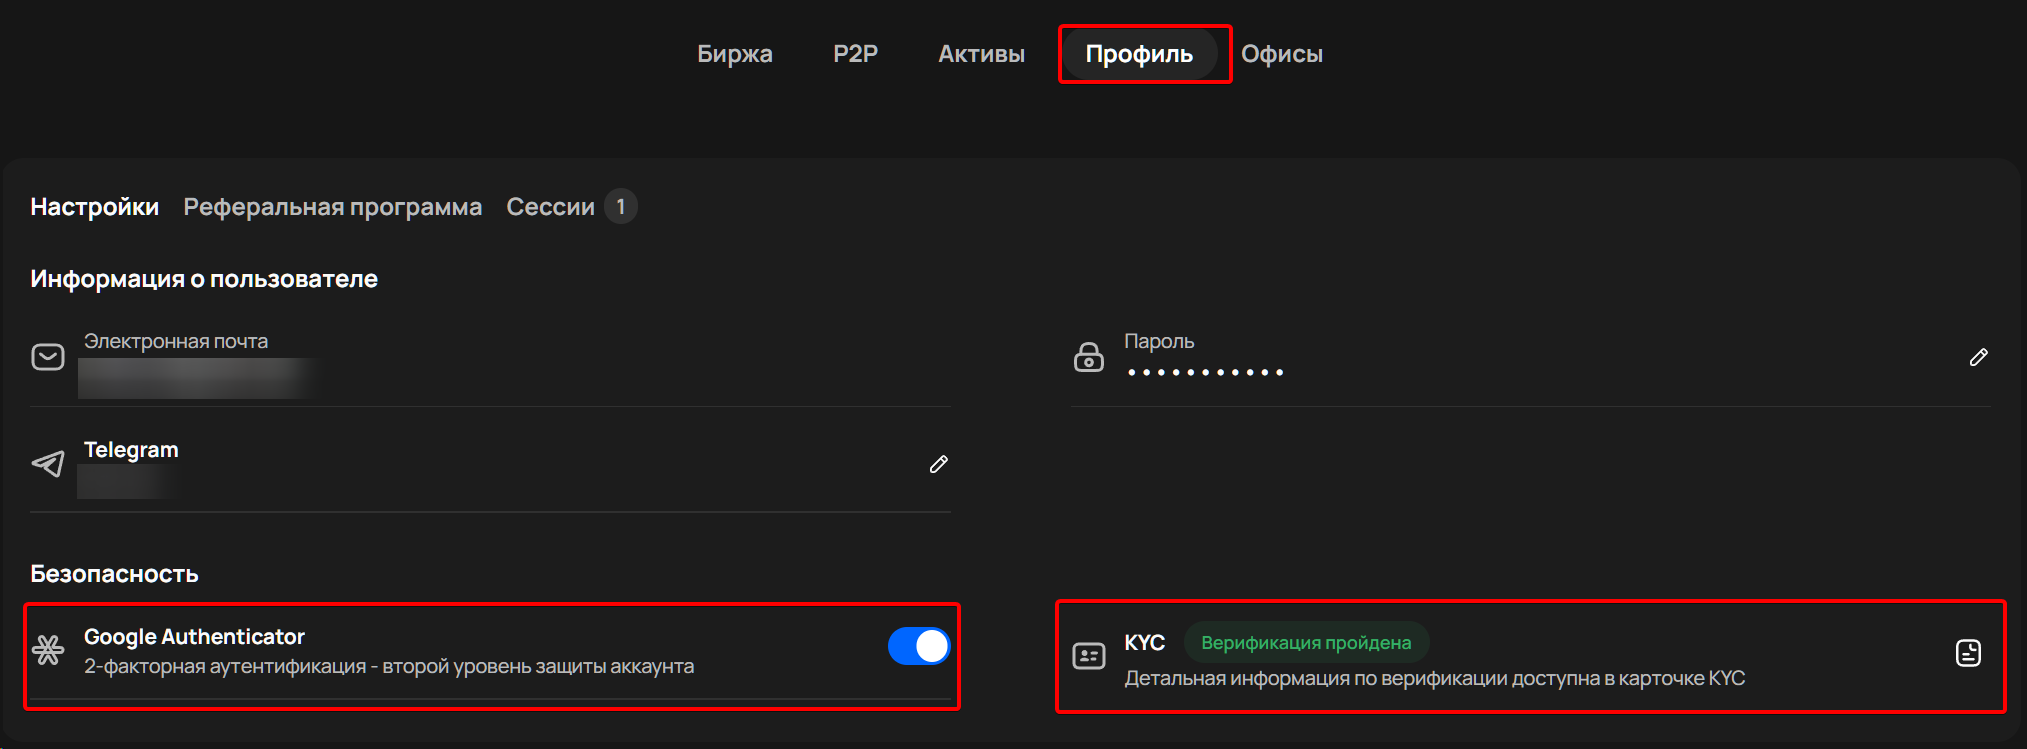 Биржа P2P Активы Профиль Офисы
Настройки Реферальная программа Сессии 1
Информация о пользователе
Электронная почта
Пароль
Telegram
Безопасность
Google Authenticator
2-факторная аутентификация - второй уровень защиты аккаунта
KYC Верификация пройдена
Детальная информация по верификации доступна в карточке KYC